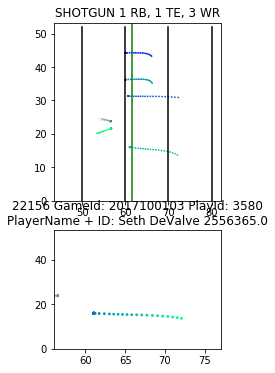 SHOTGUN 1 RB, 1 TE, 3 WR
50
40
30
20
10
0
50 60 70 80
22156 GameId: 2017100103 PlayId: 3580
PlayerName + ID: Seth DeValve 2556365.0
40
20
0
60 65 70 75